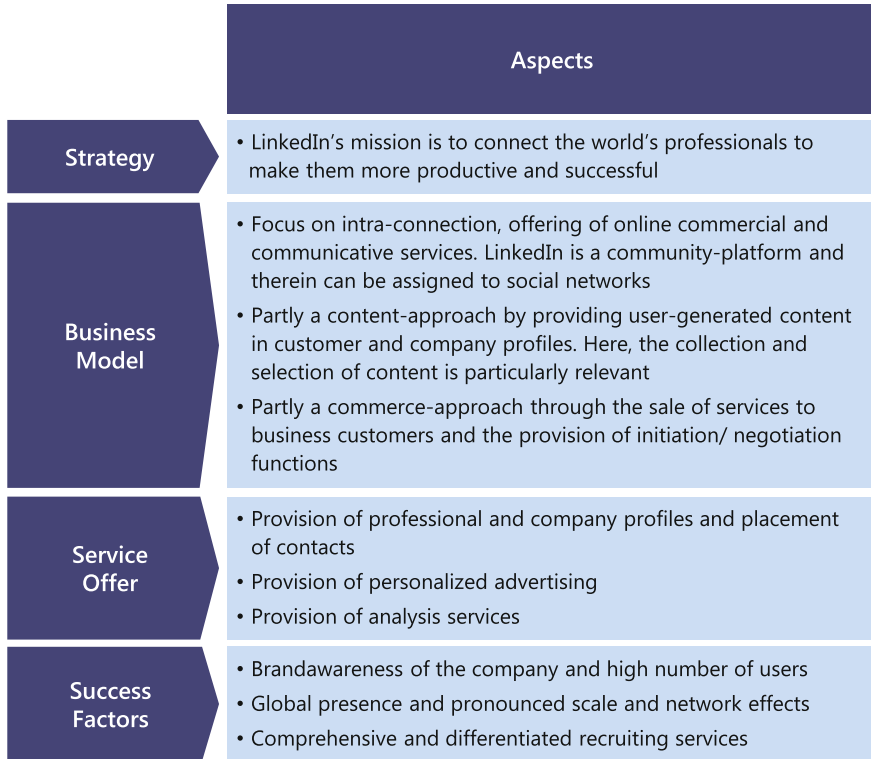 Aspects
Strategy
• LinkedIn's mission is to connect the world's professionals to
make them more productive and successful
Business
Model
• Focus on intra-connection, offering of online commercial and
communicative services. LinkedIn is a community-platform and
therein can be assigned to social networks
• Partly a content-approach by providing user-generated content
in customer and company profiles. Here, the collection and
selection of content is particularly relevant
• Partly a commerce-approach through the sale of services to
business customers and the provision of initiation/ negotiation
functions
Service
Offer
• Provision of professional and company profiles and placement
of contacts
• Provision of personalized advertising
• Provision of analysis services
Success
Factors
• Brandawareness of the company and high number of users
• Global presence and pronounced scale and network effects
• Comprehensive and differentiated recruiting services